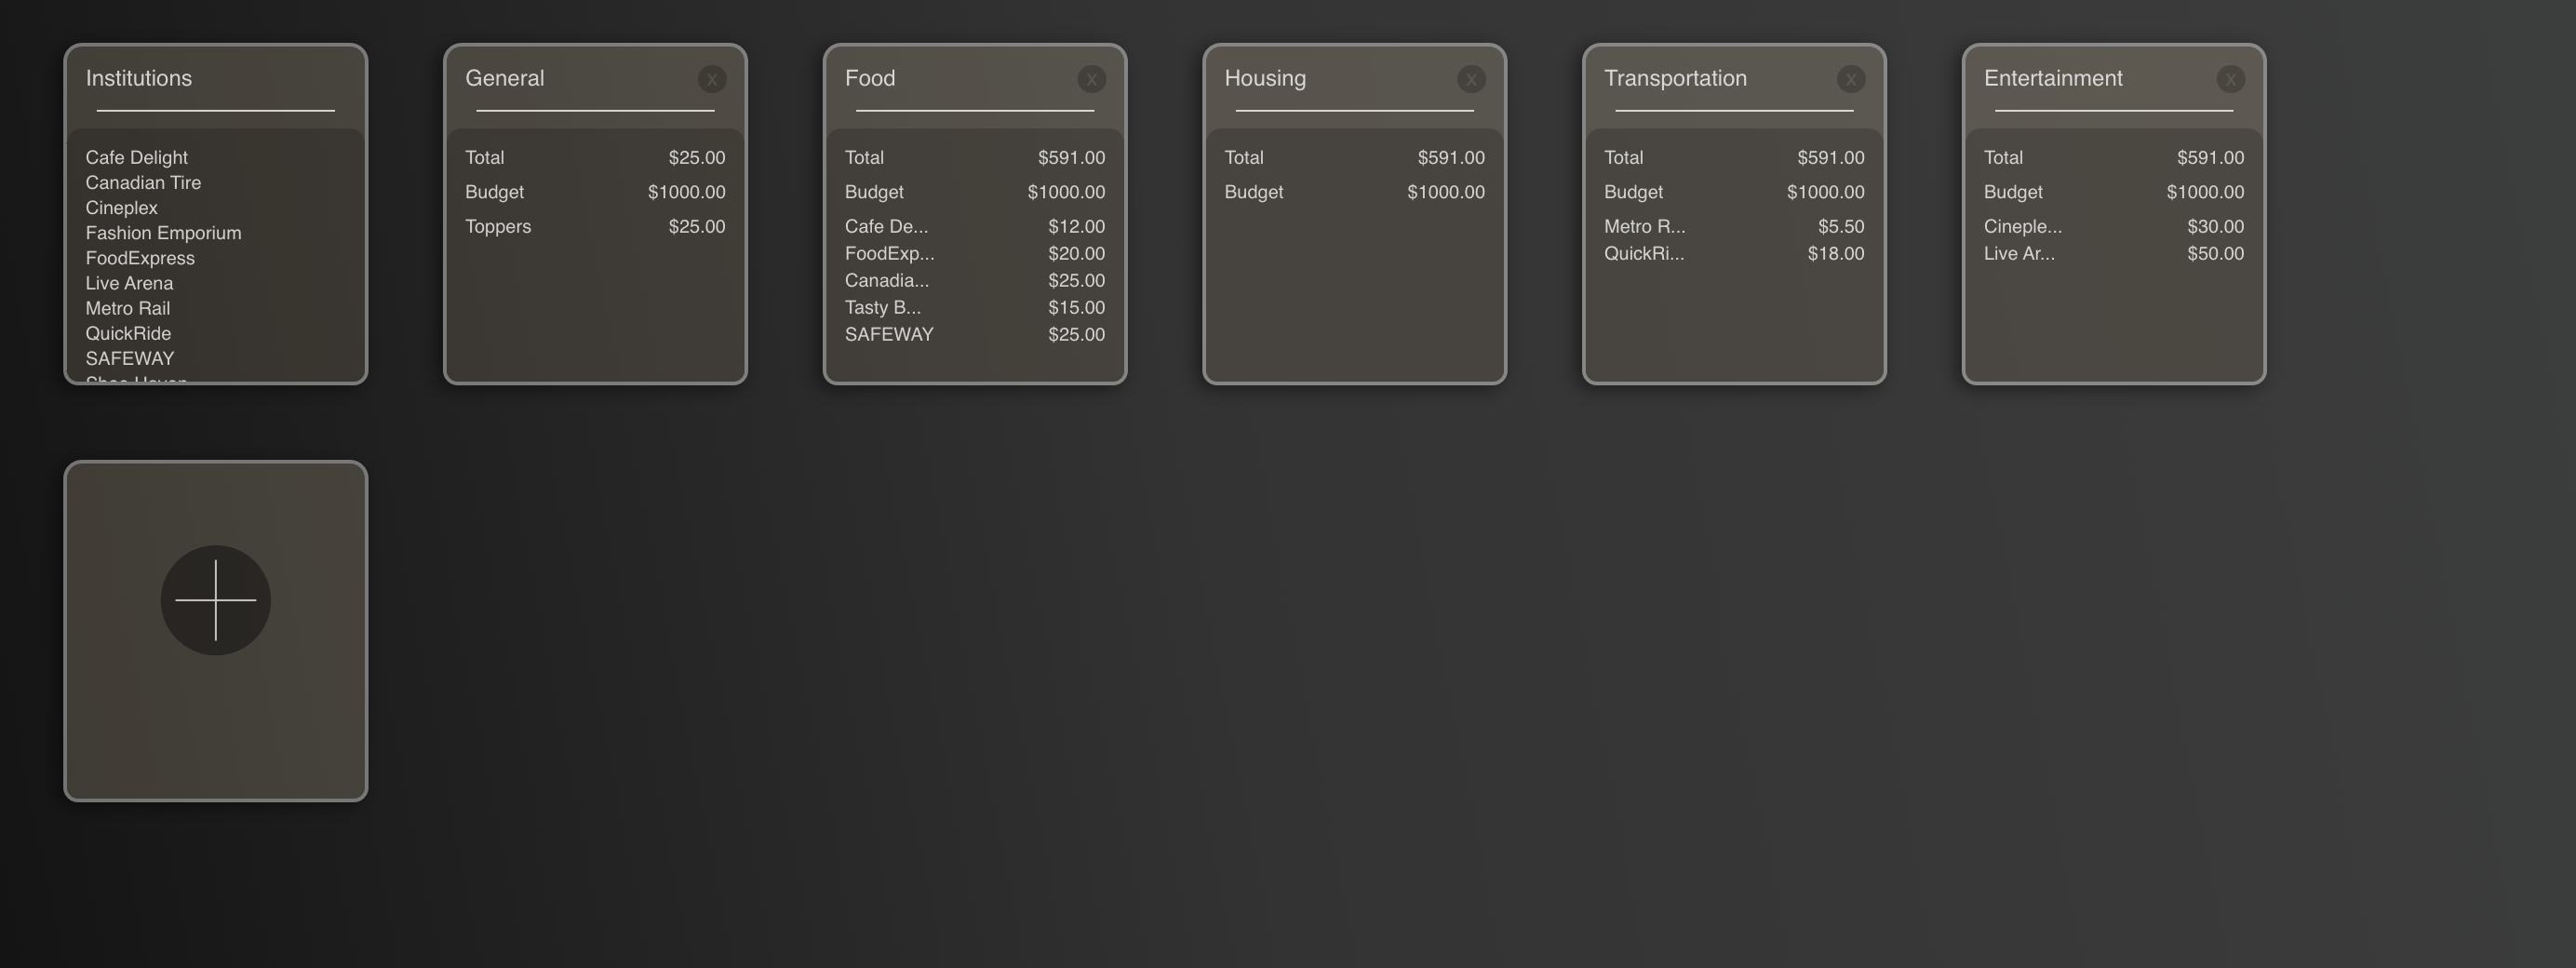 Institutions
Cafe Delight
Canadian Tire
Cineplex
Fashion Emporium
FoodExpress
Live Arena
Metro Rail
QuickRide
SAFEWAY
General X
Total $25.00
Budget $1000.00
Toppers $25.00
Food X
Total $591.00
Budget $1000.00
Cafe De... $12.00
FoodExp... $20.00
Canadia... $25.00
Tasty B... $15.00
SAFEWAY $25.00
Housing X
Total $591.00
Budget $1000.00
Transportation X
Total $591.00
Budget $1000.00
Metro R... $5.50
QuickRi... $18.00
Entertainment X
Total $591.00
Budget $1000.00
Cineple... $30.00
Live Ar... $50.00